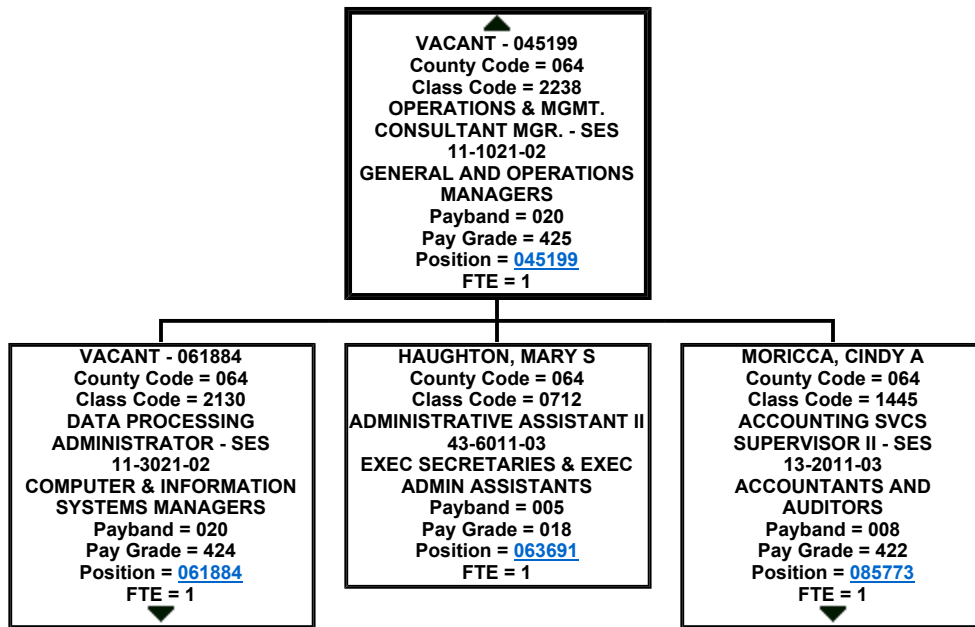 VACANT - 045199
County Code = 064
Class Code = 2238
OPERATIONS & MGMT.
CONSULTANT MGR. - SES
11-1021-02
GENERAL AND OPERATIONS
MANAGERS
Payband = 020
Pay Grade = 425
Position = 045199
FTE = 1
VACANT - 061884
County Code = 064
Class Code = 2130
DATA PROCESSING
ADMINISTRATOR - SES
11-3021-02
COMPUTER & INFORMATION
SYSTEMS MANAGERS
Payband = 020
Pay Grade = 424
Position = 061884
FTE = 1
HAUGHTON, MARY S
County Code = 064
Class Code = 0712
ADMINISTRATIVE ASSISTANT II
43-6011-03
EXEC SECRETARIES & EXEC
ADMIN ASSISTANTS
Payband = 005
Pay Grade = 018
Position = 063691
FTE = 1
MORICCA, CINDY A
County Code = 064
Class Code = 1445
ACCOUNTING SVCS
SUPERVISOR II - SES
13-2011-03
ACCOUNTANTS AND
AUDITORS
Payband = 008
Pay Grade = 422
Position = 085773
FTE = 1